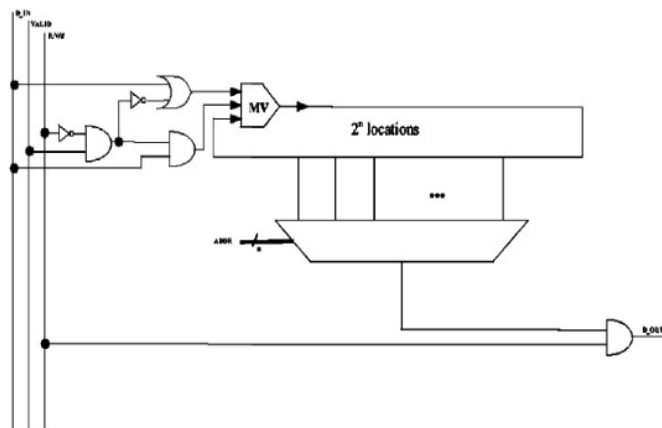 D_IN
VALID
MV
2ⁿ locations
•••
ADDR
n
D_OUT